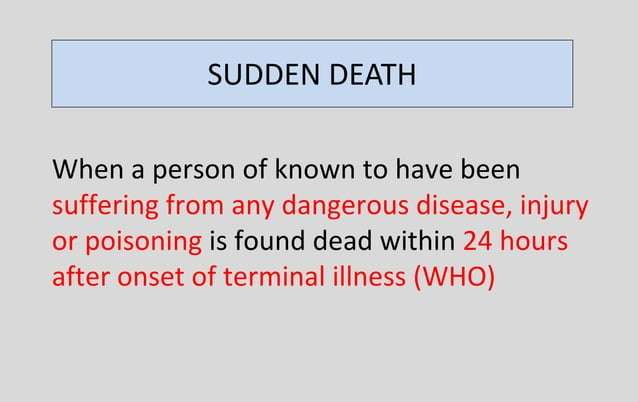 SUDDEN DEATH
When a person of known to have been
suffering from any dangerous disease, injury
or poisoning is found dead within 24 hours
after onset of terminal illness (WHO)